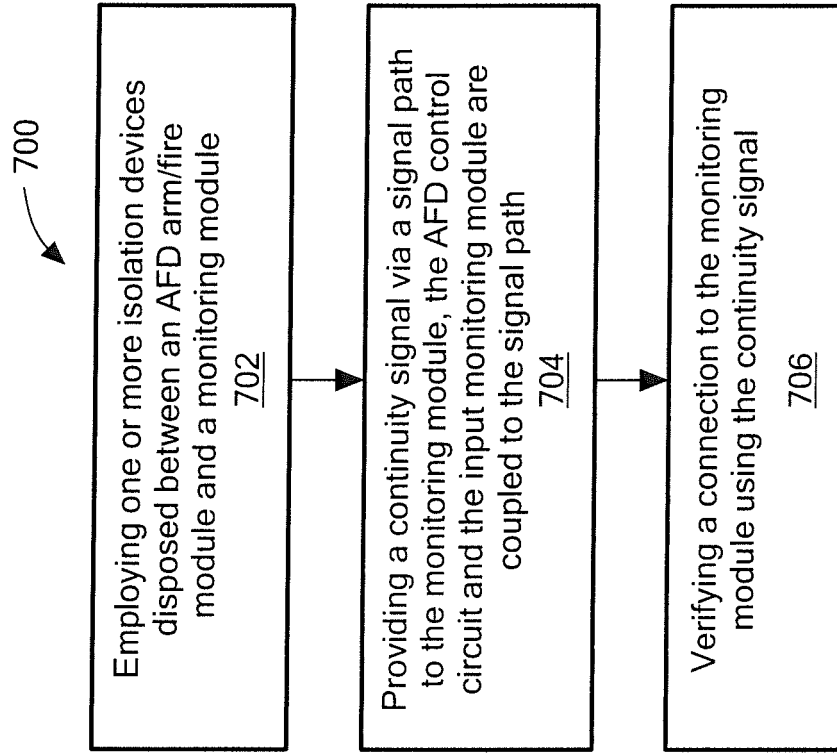 700
Employing one or more isolation devices
disposed between an AFD arm/fire
module and a monitoring module
702
Providing a continuity signal via a signal path
to the monitoring module, the AFD control
circuit and the input monitoring module are
coupled to the signal path
704
Verifying a connection to the monitoring
module using the continuity signal
706